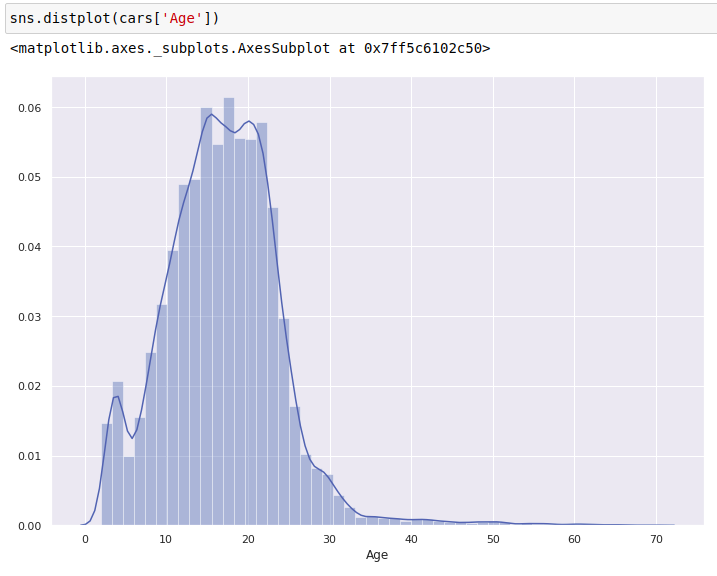 sns.distplot(cars['Age'])
<matplotlib.axes._subplots.AxesSubplot at 0x7ff5c6102c50>
0.06
0.05
0.04
0.03
0.02
0.01
0.00
0 10 20 30 40 50 60 70
Age